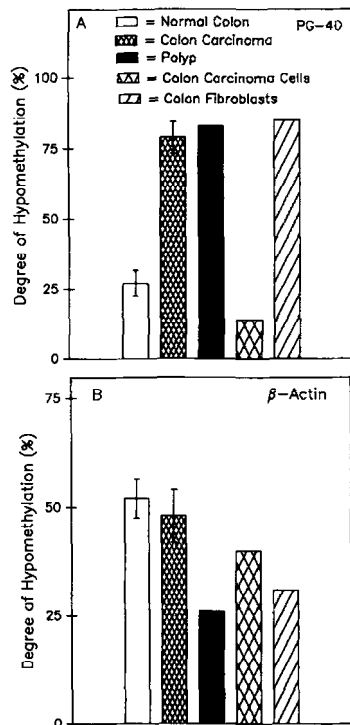 A
PG-40
= Normal Colon
= Colon Carcinoma
= Polyp
= Colon Carcinoma Cells
= Colon Fibroblasts
100
75
50
25
0
Degree of Hypomethylation (%)
B
β-Actin
75
50
25
0
Degree of Hypomethylation (%)